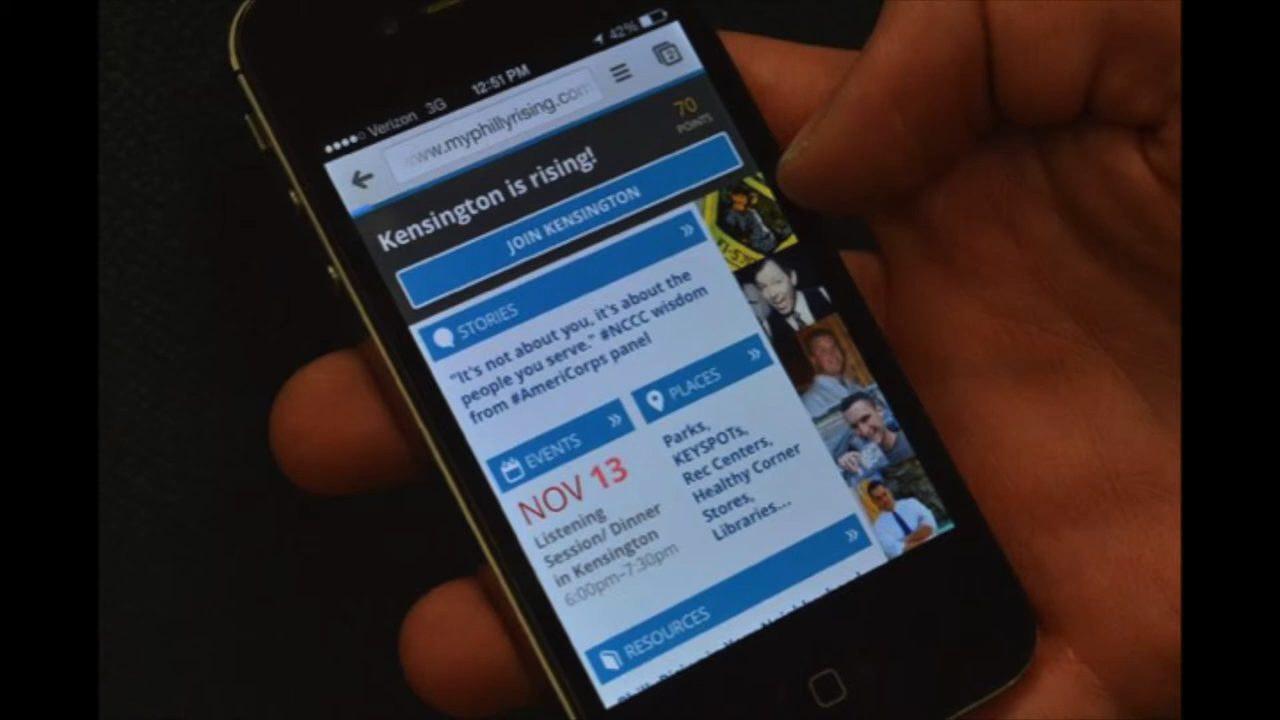 Verizon 3G 12:51 PM 42%
www.myphillyrising.com
2
70
POINTS
Kensington is rising!
JOIN KENSINGTON
STORIES
"It's not about you, it's about the
people you serve." #NCCC wisdom
from #AmeriCorps panel
EVENTS
NOV 13
Listening
Session/ Dinner
in Kensington
6:00pm-7:30pm
PLACES
Parks,
KEYSPOTs,
Rec Centers,
Healthy Corner
Stores,
Libraries...
RESOURCES